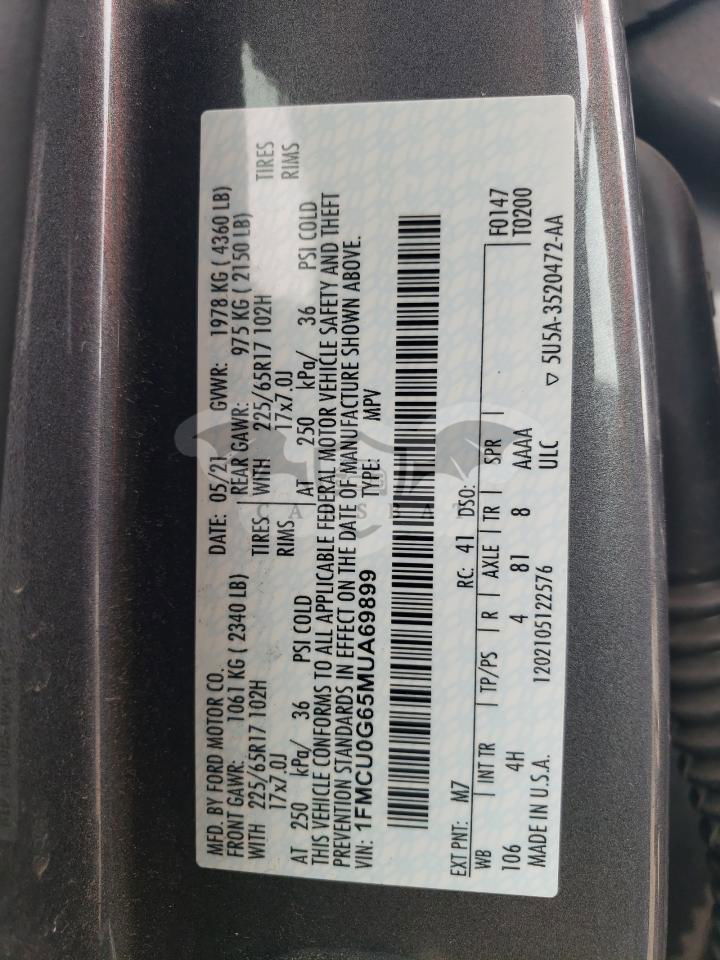 MFD. BY FORD MOTOR CO.
DATE: 05/21 GVWR: 1978 KG ( 4360 LB)
FRONT GAWR: 1061 KG ( 2340 LB) REAR GAWR: 975 KG ( 2150 LB)
WITH 225/65R17 102H TIRES WITH 225/65R17 102H TIRES
17x7.0J RIMS 17x7.0J RIMS
AT 250 kPa/ 36 PSI COLD AT 250 kPa/ 36 PSI COLD
THIS VEHICLE CONFORMS TO ALL APPLICABLE FEDERAL MOTOR VEHICLE SAFETY AND THEFT
PREVENTION STANDARDS IN EFFECT ON THE DATE OF MANUFACTURE SHOWN ABOVE.
VIN: 1FMCU0G65MUA69899 TYPE: MPV
EXT PNT: M7 RC: 41 DSO:
WB INT TR TP/PS R AXLE TR SPR F0147
106 4H 4 81 8 AAAA T0200
MADE IN U.S.A. 1202105122576 ULC
▽ 5U5A-3520472-AA